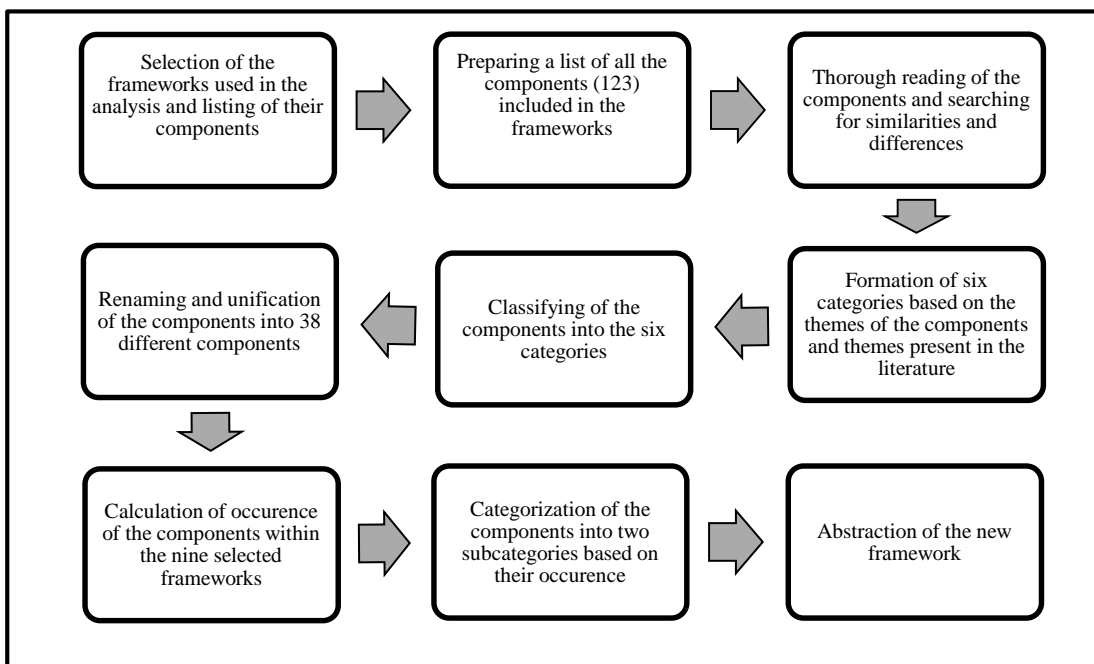 Selection of the
frameworks used in the
analysis and listing of their
components
Preparing a list of all the
components (123)
included in the
frameworks
Thorough reading of the
components and searching
for similarities and
differences
Formation of six
categories based on the
themes of the components
and themes present in the
literature
Classifying of the
components into the six
categories
Renaming and unification
of the components into 38
different components
Calculation of occurence
of the components within
the nine selected
frameworks
Categorization of the
components into two
subcategories based on
their occurence
Abstraction of the new
framework